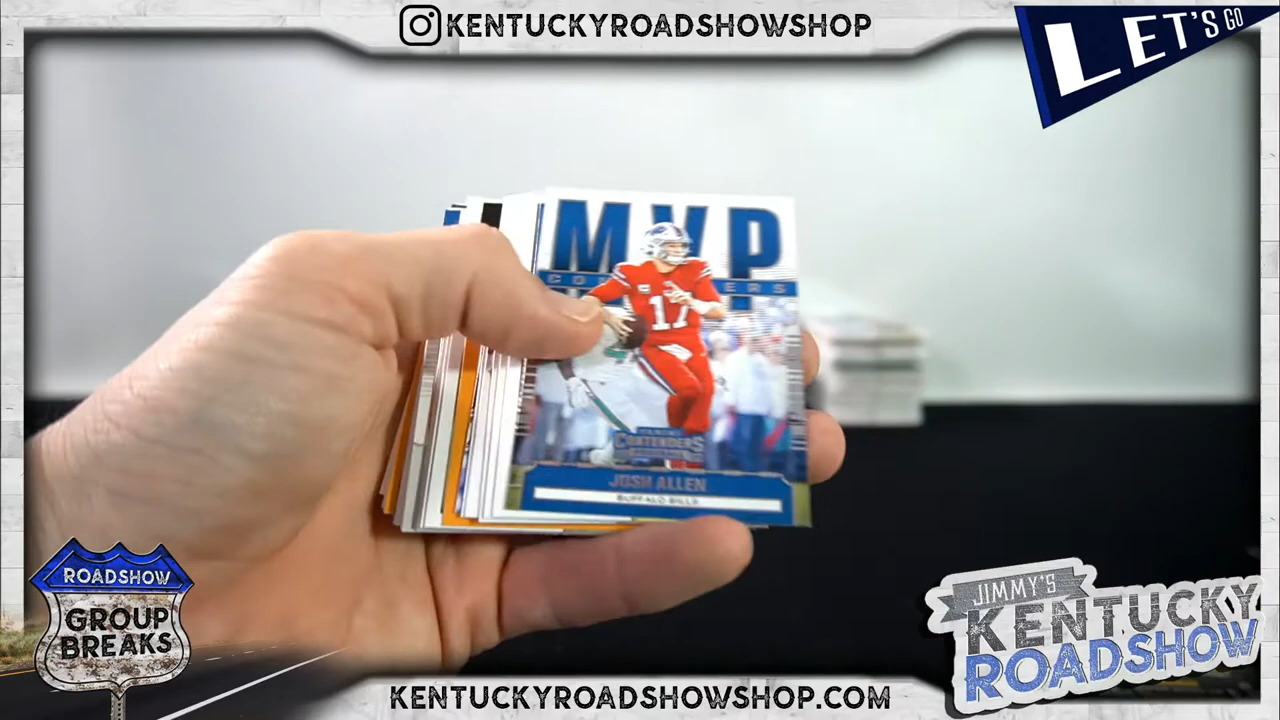 KENTUCKYROADSHOWSHOP
LET'S GO
MVP
CONTENDERS
17
PANINI
CONTENDERS
JOSH ALLEN
BUFFALO BILLS
ROADSHOW
GROUP
BREAKS
JIMMY'S
KENTUCKY
ROADSHOW
KENTUCKYROADSHOWSHOP.COM